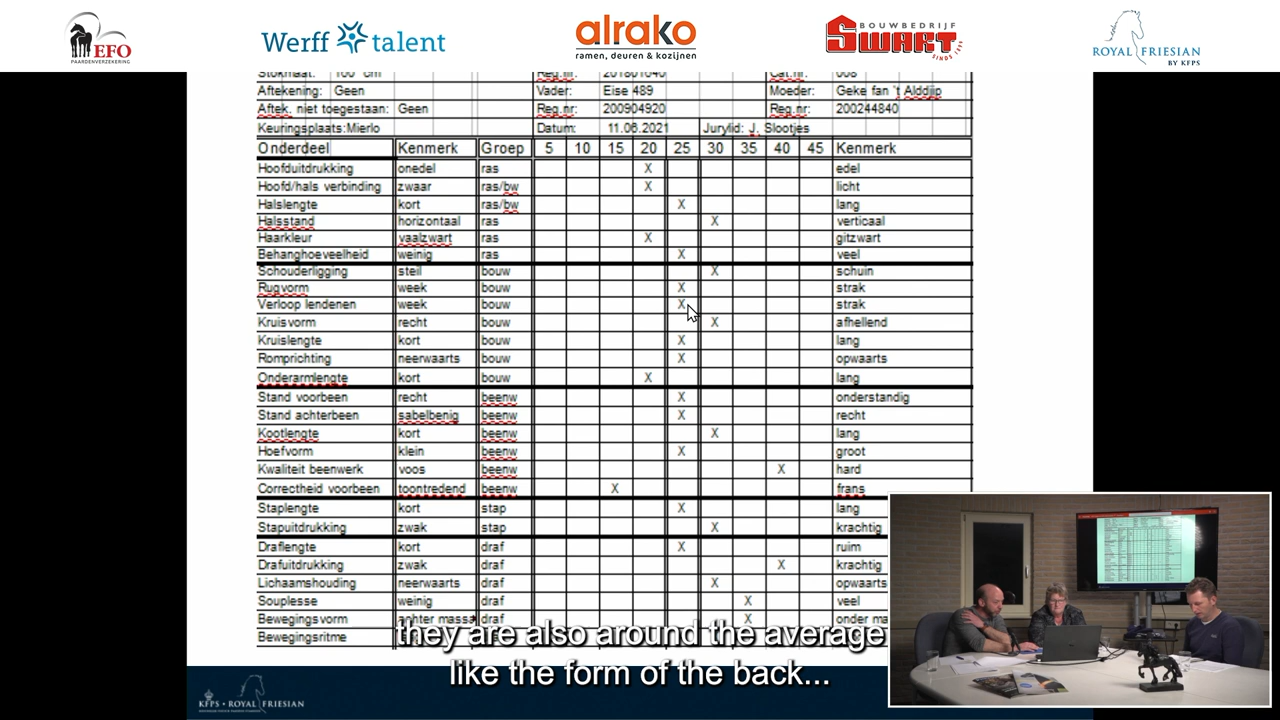 EFO
PAARDENVERZEKERING
Werff talent
alrako
ramen, deuren & kozijnen
BOUWBEDRIJF
SWART
SINDS 1898
ROYAL FRIESIAN
BY KFPS
Aftekening: Geen Vader: Eise 489 Moeder: Geke fan 't Alddiip
Aftek. niet toegestaan: Geen Reg.nr: 200904920 Reg.nr: 200244840
Keuringsplaats: Mierlo Datum: 11.06.2021 Jurylid: J. Slootjes
Onderdeel Kenmerk Groep 5 10 15 20 25 30 35 40 45 Kenmerk
Hoofduitdrukking onedel ras X edel
Hoofd/hals verbinding zwaar ras/bw X licht
Halslengte kort ras/bw X lang
Halsstand horizontaal ras X verticaal
Haarkleur vaalzwart ras X gitzwart
Behanghoeveelheid weinig ras X veel
Schouderligging steil bouw X schuin
Rugvorm week bouw X strak
Verloop lendenen week bouw X strak
Kruisvorm recht bouw X afhellend
Kruislengte kort bouw X lang
Romprichting neerwaarts bouw X opwaarts
Onderarmlengte kort bouw X lang
Stand voorbeen recht beenw X onderstandig
Stand achterbeen sabelbenig beenw X recht
Kootlengte kort beenw X lang
Hoefvorm klein beenw X groot
Kwaliteit beenwerk voos beenw X hard
Correctheid voorbeen toontredend beenw X frans
Staplengte kort stap X lang
Stapuitdrukking zwak stap X krachtig
Draflengte kort draf X ruim
Drafuitdrukking zwak draf X krachtig
Lichaamshouding neerwaarts draf X opwaarts
Souplesse weinig draf X veel
Bewegingsvorm achter massa draf X onder ma
Bewegingsritme
they are also around the average
like the form of the back...
KFPS • ROYAL FRIESIAN